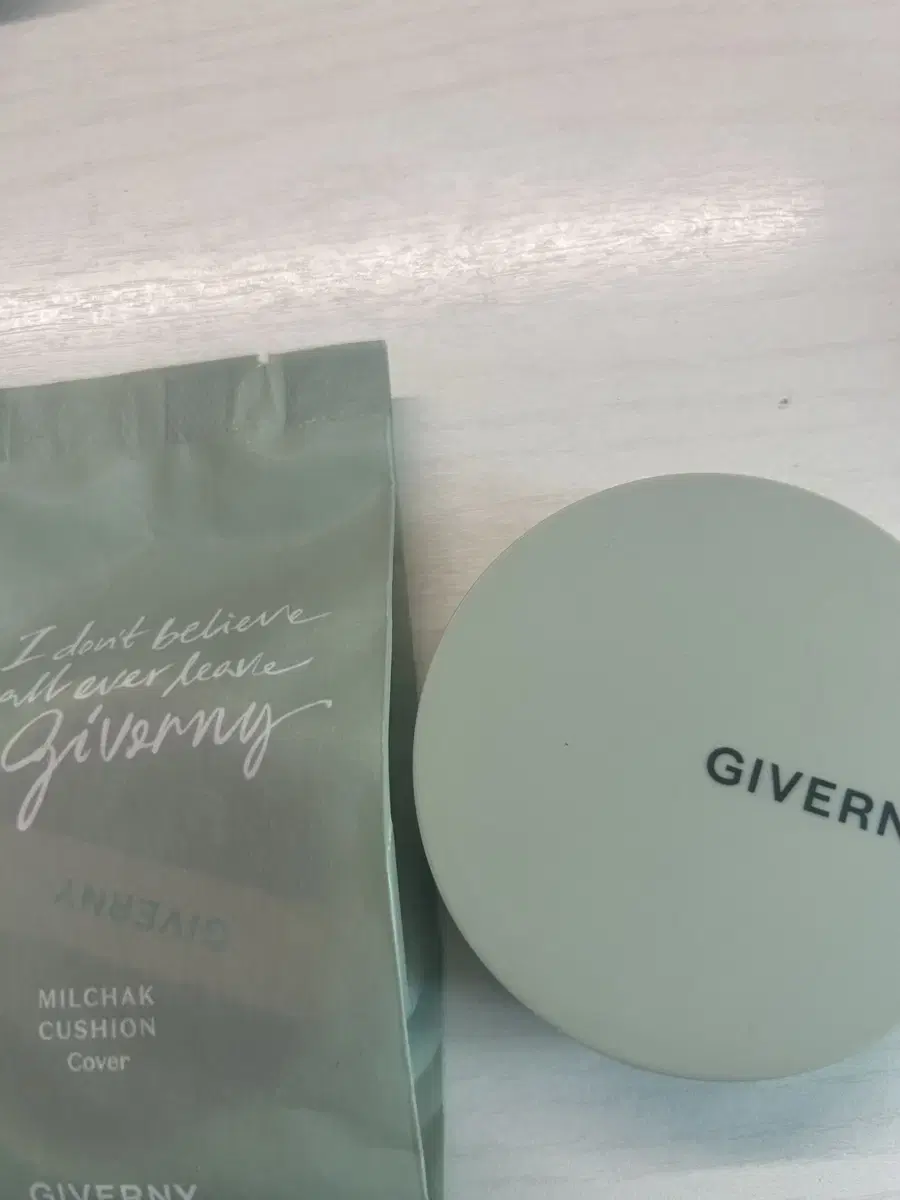 I don't believe
all ever leave
Giverny
GIVERNY
MILCHAK
CUSHION
Cover
GIVERNY
GIVERN